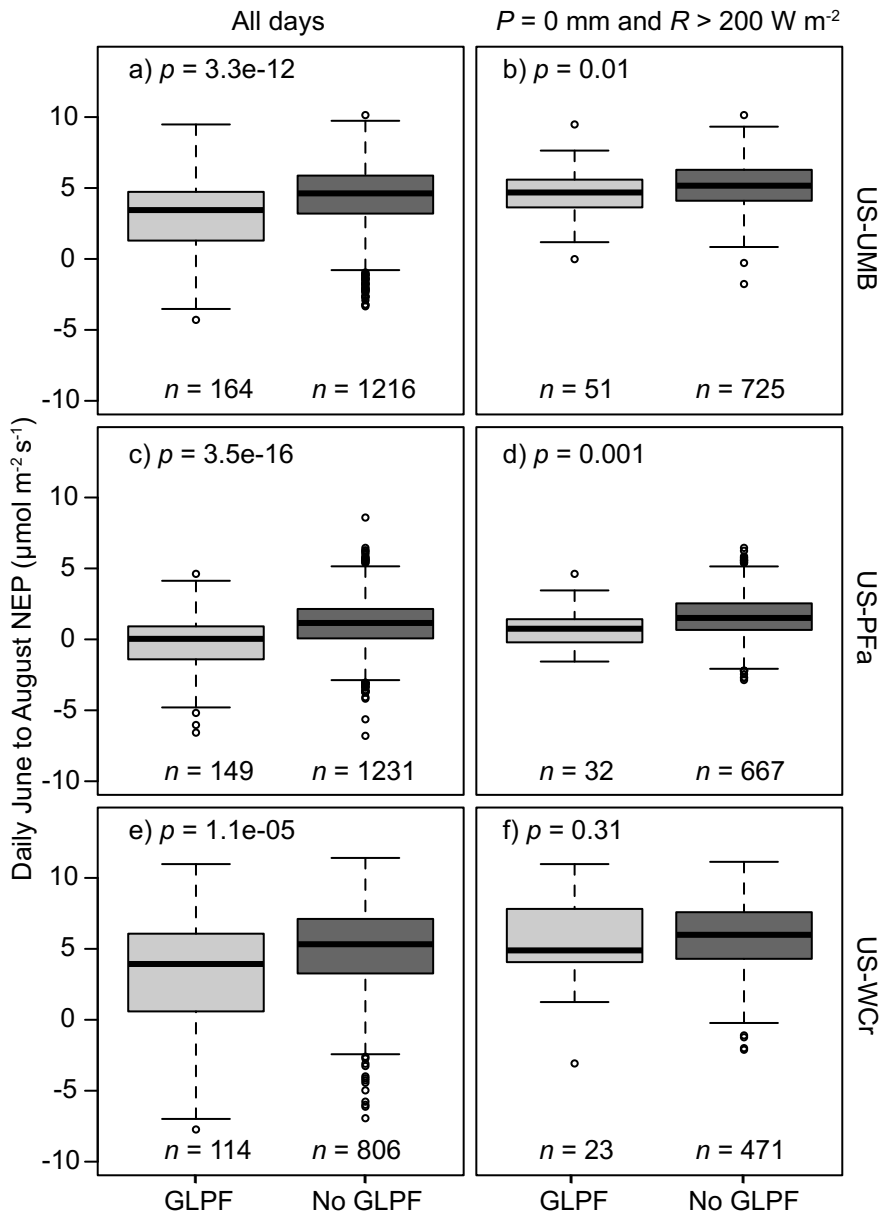 All days
P = 0 mm and R > 200 W m-2
a) p = 3.3e-12
b) p = 0.01
10
5
0
-5
-10
n = 164
n = 1216
n = 51
n = 725
US-UMB
c) p = 3.5e-16
d) p = 0.001
10
5
0
-5
-10
n = 149
n = 1231
n = 32
n = 667
US-PFa
Daily June to August NEP (μmol m-2 s-1)
e) p = 1.1e-05
f) p = 0.31
10
5
0
-5
-10
n = 114
n = 806
n = 23
n = 471
US-WCr
GLPF
No GLPF
GLPF
No GLPF